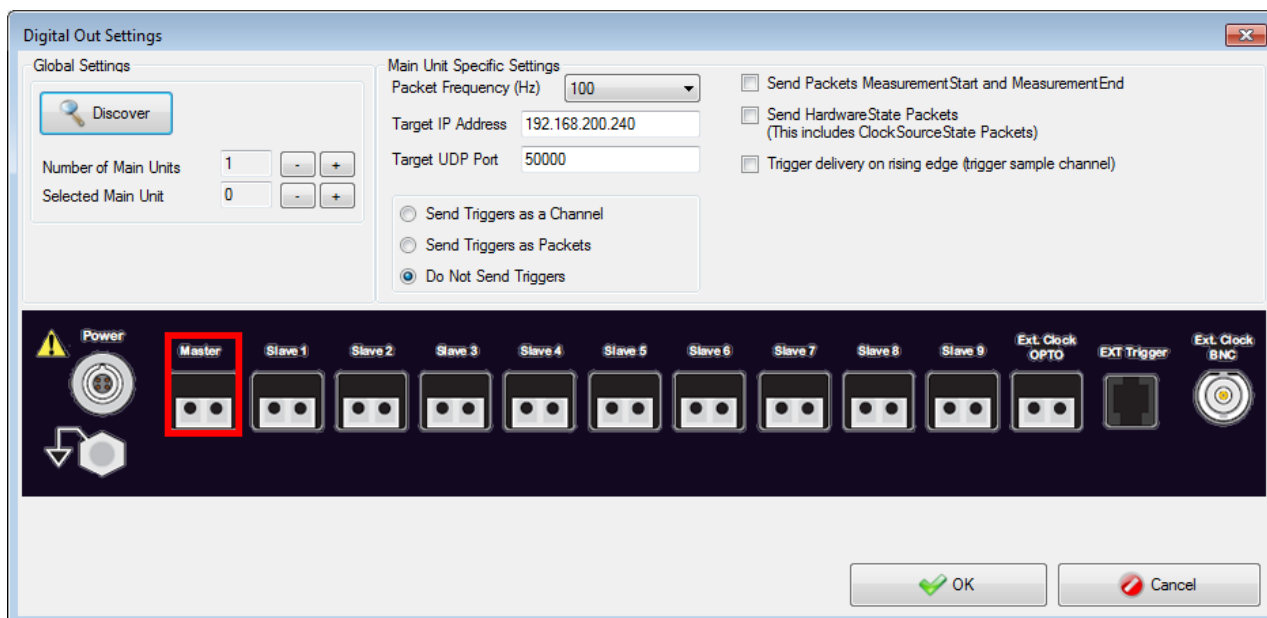 Digital Out Settings
Global Settings
Discover
Number of Main Units 1 - +
Selected Main Unit 0 - +
Main Unit Specific Settings
Packet Frequency (Hz) 100
Target IP Address 192.168.200.240
Target UDP Port 50000
Send Triggers as a Channel
Send Triggers as Packets
Do Not Send Triggers
Send Packets MeasurementStart and MeasurementEnd
Send HardwareState Packets
(This includes ClockSourceState Packets)
Trigger delivery on rising edge (trigger sample channel)
Power
Master
Slave 1
Slave 2
Slave 3
Slave 4
Slave 5
Slave 6
Slave 7
Slave 8
Slave 9
Ext. Clock
OPTO
EXT Trigger
Ext. Clock
BNC
OK
Cancel